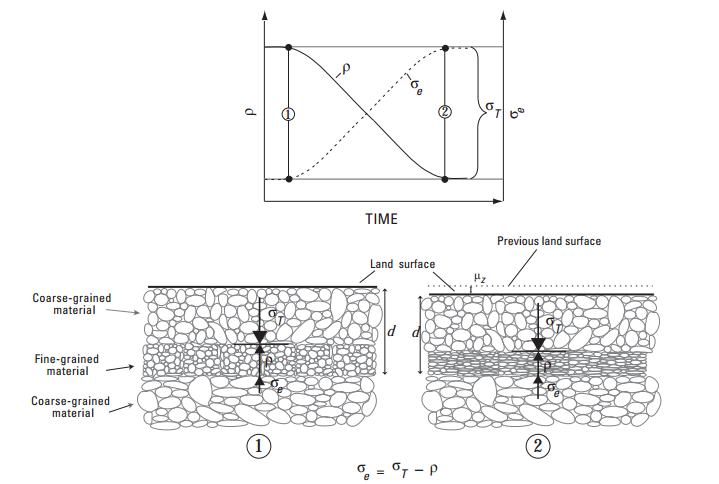 ρ
ρ
ρ
σe
①
②
σT
σe
TIME
Previous land surface
Land surface
μz
Coarse-grained
material
σT
σT
d
d
Fine-grained
material
ρ
ρ
σe
σe
Coarse-grained
material
①
②
σe = σT – ρ